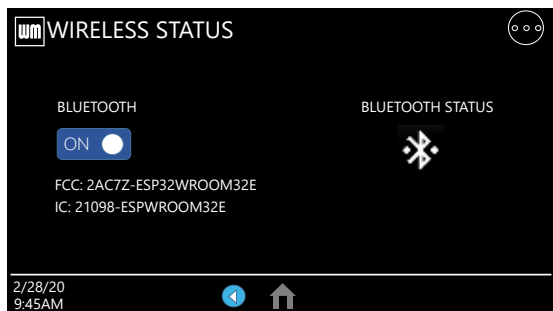 wm WIRELESS STATUS
BLUETOOTH
ON
FCC: 2AC7Z-ESP32WROOM32E
IC: 21098-ESPWROOM32E
BLUETOOTH STATUS
2/28/20
9:45AM